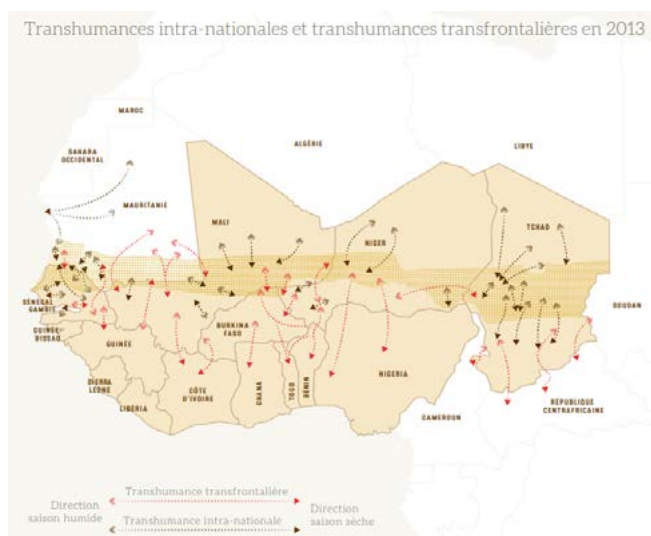 Transhumances intra-nationales et transhumances transfrontalières en 2013
MAROC
SAHARA
OCCIDENTAL
ALGÉRIE
LIBYE
MAURITANIE
MALI
NIGER
TCHAD
SOUDAN
SÉNÉGAL
GAMBIE
GUINÉE-
BISSAU
GUINÉE
BURKINA
FASO
SIERRA
LEONE
LIBÉRIA
CÔTE
D'IVOIRE
GHANA
TOGO
BÉNIN
NIGERIA
CAMEROUN
RÉPUBLIQUE
CENTRAFRICAINE
Direction
saison humide
Transhumance transfrontalière
Transhumance intra-nationale
Direction
saison sèche